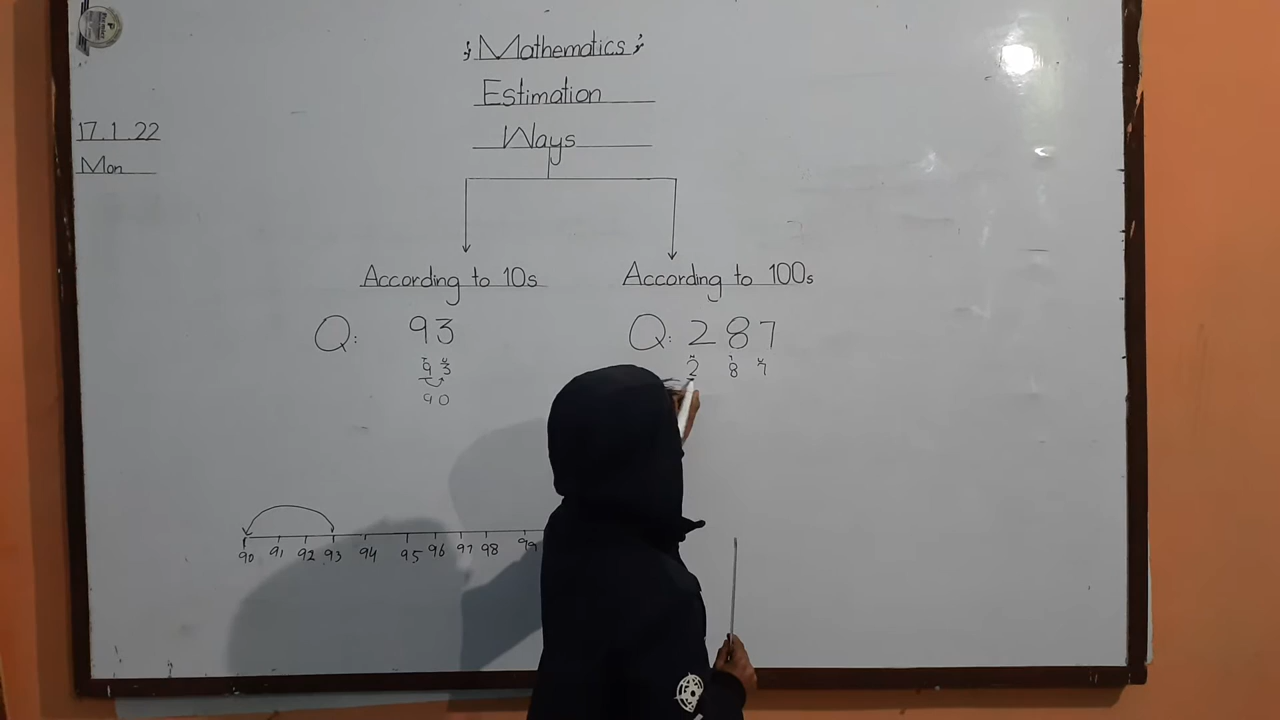 Mathematics
Estimation
Ways
17.1.22
Mon
According to 10s
According to 100s
Q: 93
Q: 287
T U
9 3
H T U
2 8 7
90
90 91 92 93 94 95 96 97 98 99